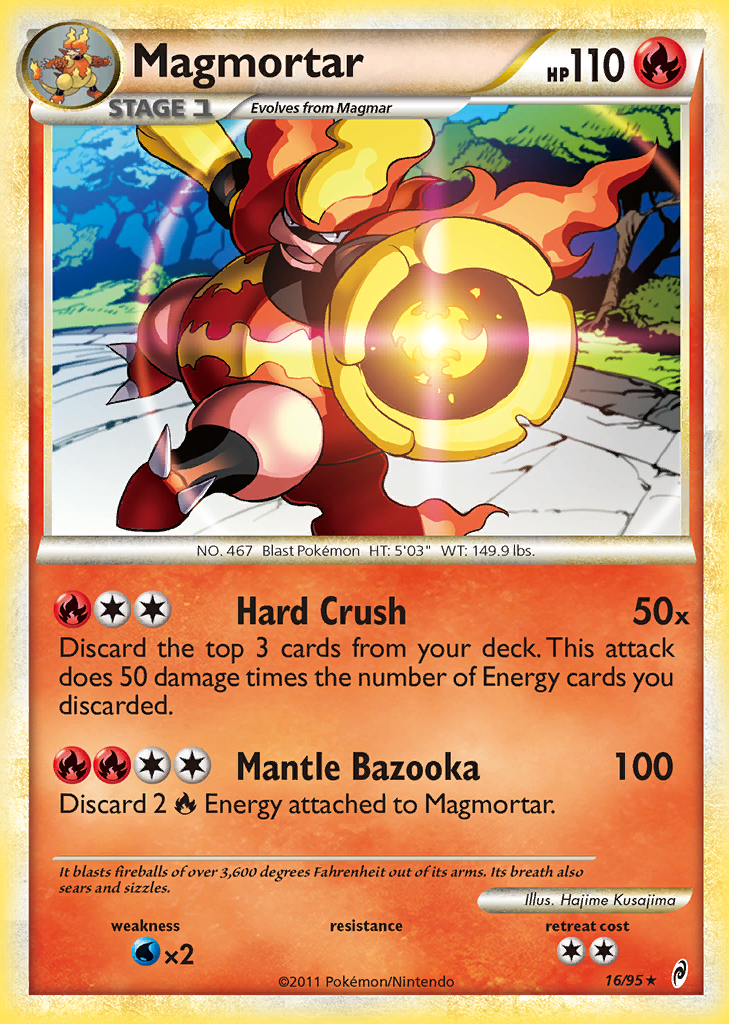 Magmortar
HP110
STAGE 1
Evolves from Magmar
NO. 467 Blast Pokémon HT: 5'03" WT: 149.9 lbs.
Hard Crush 50x
Discard the top 3 cards from your deck. This attack
does 50 damage times the number of Energy cards you
discarded.
Mantle Bazooka 100
Discard 2 Energy attached to Magmortar.
It blasts fireballs of over 3,600 degrees Fahrenheit out of its arms. Its breath also
sears and sizzles.
Illus. Hajime Kusajima
weakness resistance retreat cost
×2
©2011 Pokémon/Nintendo
16/95 ★